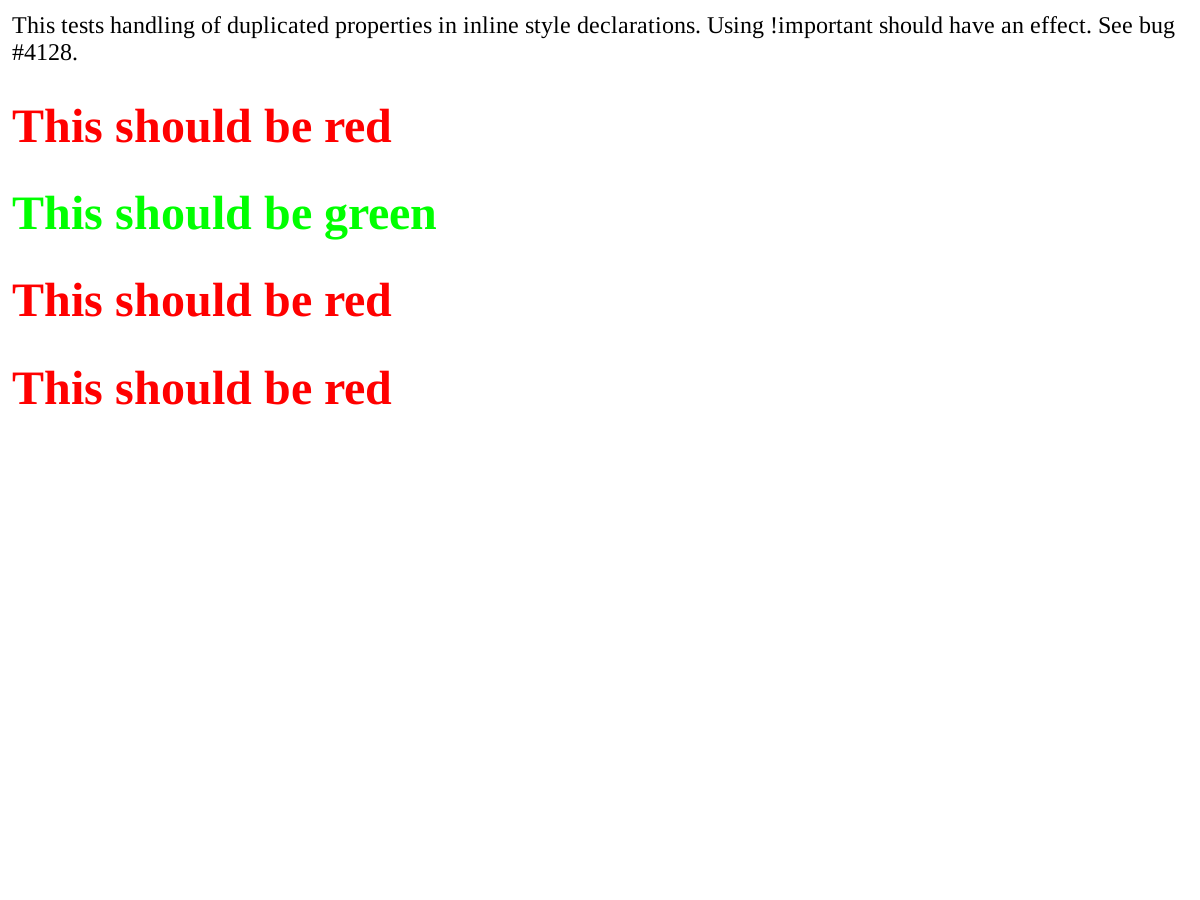 This tests handling of duplicated properties in inline style declarations. Using !important should have an effect. See bug
#4128.
This should be red
This should be green
This should be red
This should be red